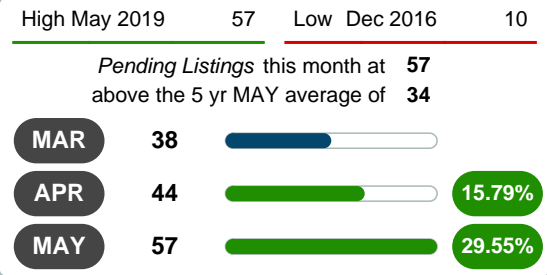 High May 2019 57 Low Dec 2016 10
Pending Listings this month at 57
above the 5 yr MAY average of 34
MAR 38
APR 44 15.79%
MAY 57 29.55%